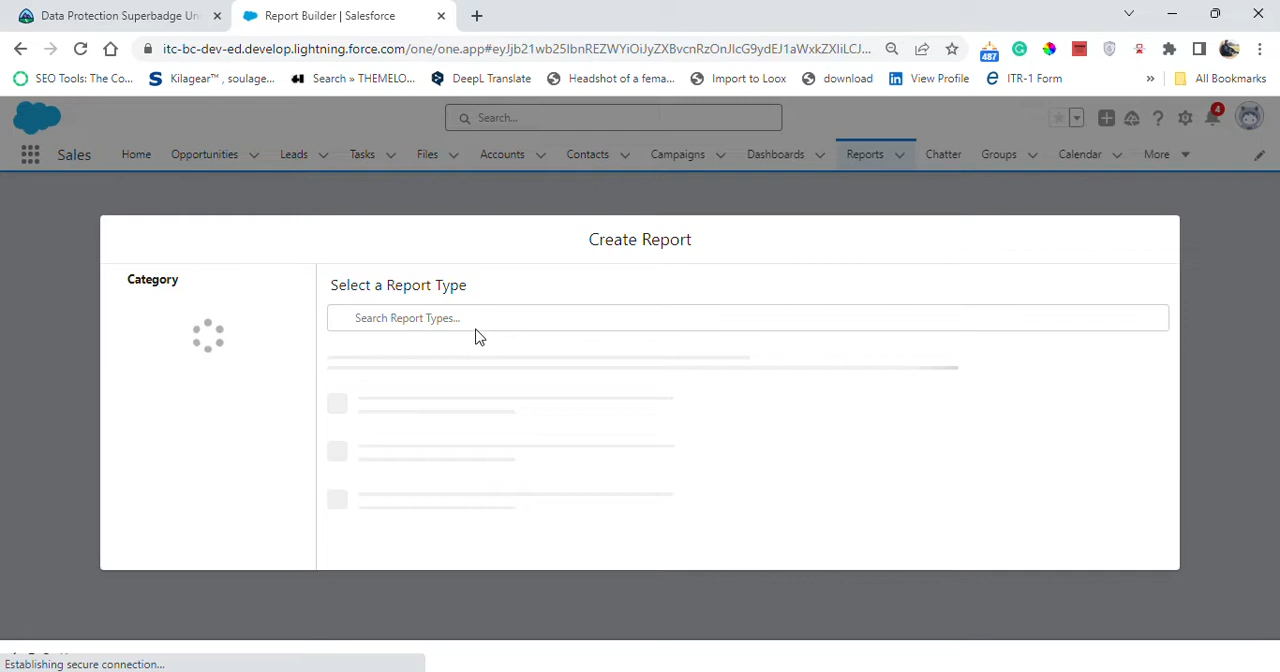 Data Protection Superbadge Un
Report Builder | Salesforce
itc-bc-dev-ed.develop.lightning.force.com/one/one.app#eyJjb21wb25lbnREZWYiOiJyZXBvcnRzOnJlcG9ydEJ1aWxkZXIiLCJ...
487
SEO Tools: The Co...
Kilagear™, soulage...
Search » THEMELO...
DeepL Translate
Headshot of a fema...
Import to Loox
download
View Profile
ITR-1 Form
»
All Bookmarks
Search...
4
Sales
Home
Opportunities
Leads
Tasks
Files
Accounts
Contacts
Campaigns
Dashboards
Reports
Chatter
Groups
Calendar
More
Create Report
Category
Select a Report Type
Search Report Types...
Establishing secure connection...